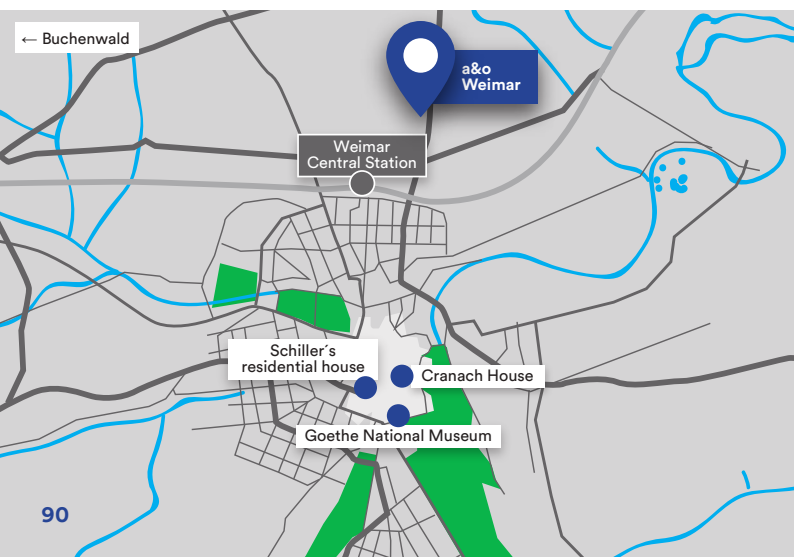 ← Buchenwald
a&o
Weimar
Weimar
Central Station
Schiller´s
residential house
Cranach House
Goethe National Museum
90